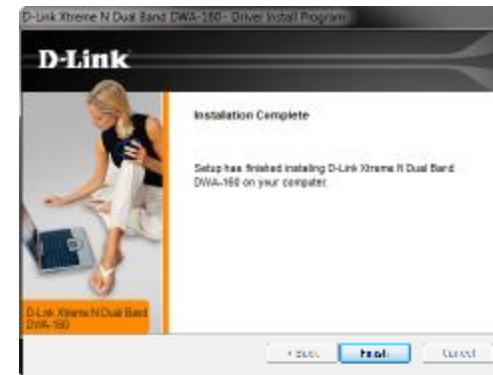 D-Link Xtreme N Dual Band DWA-160 - Driver Install Program
D-Link
Installation Complete
Setup has finished installing D-Link Xtreme N Dual Band
DWA-160 on your computer.
D-Link Xtreme N Dual Band
DWA-160
< Back
Finish
Cancel